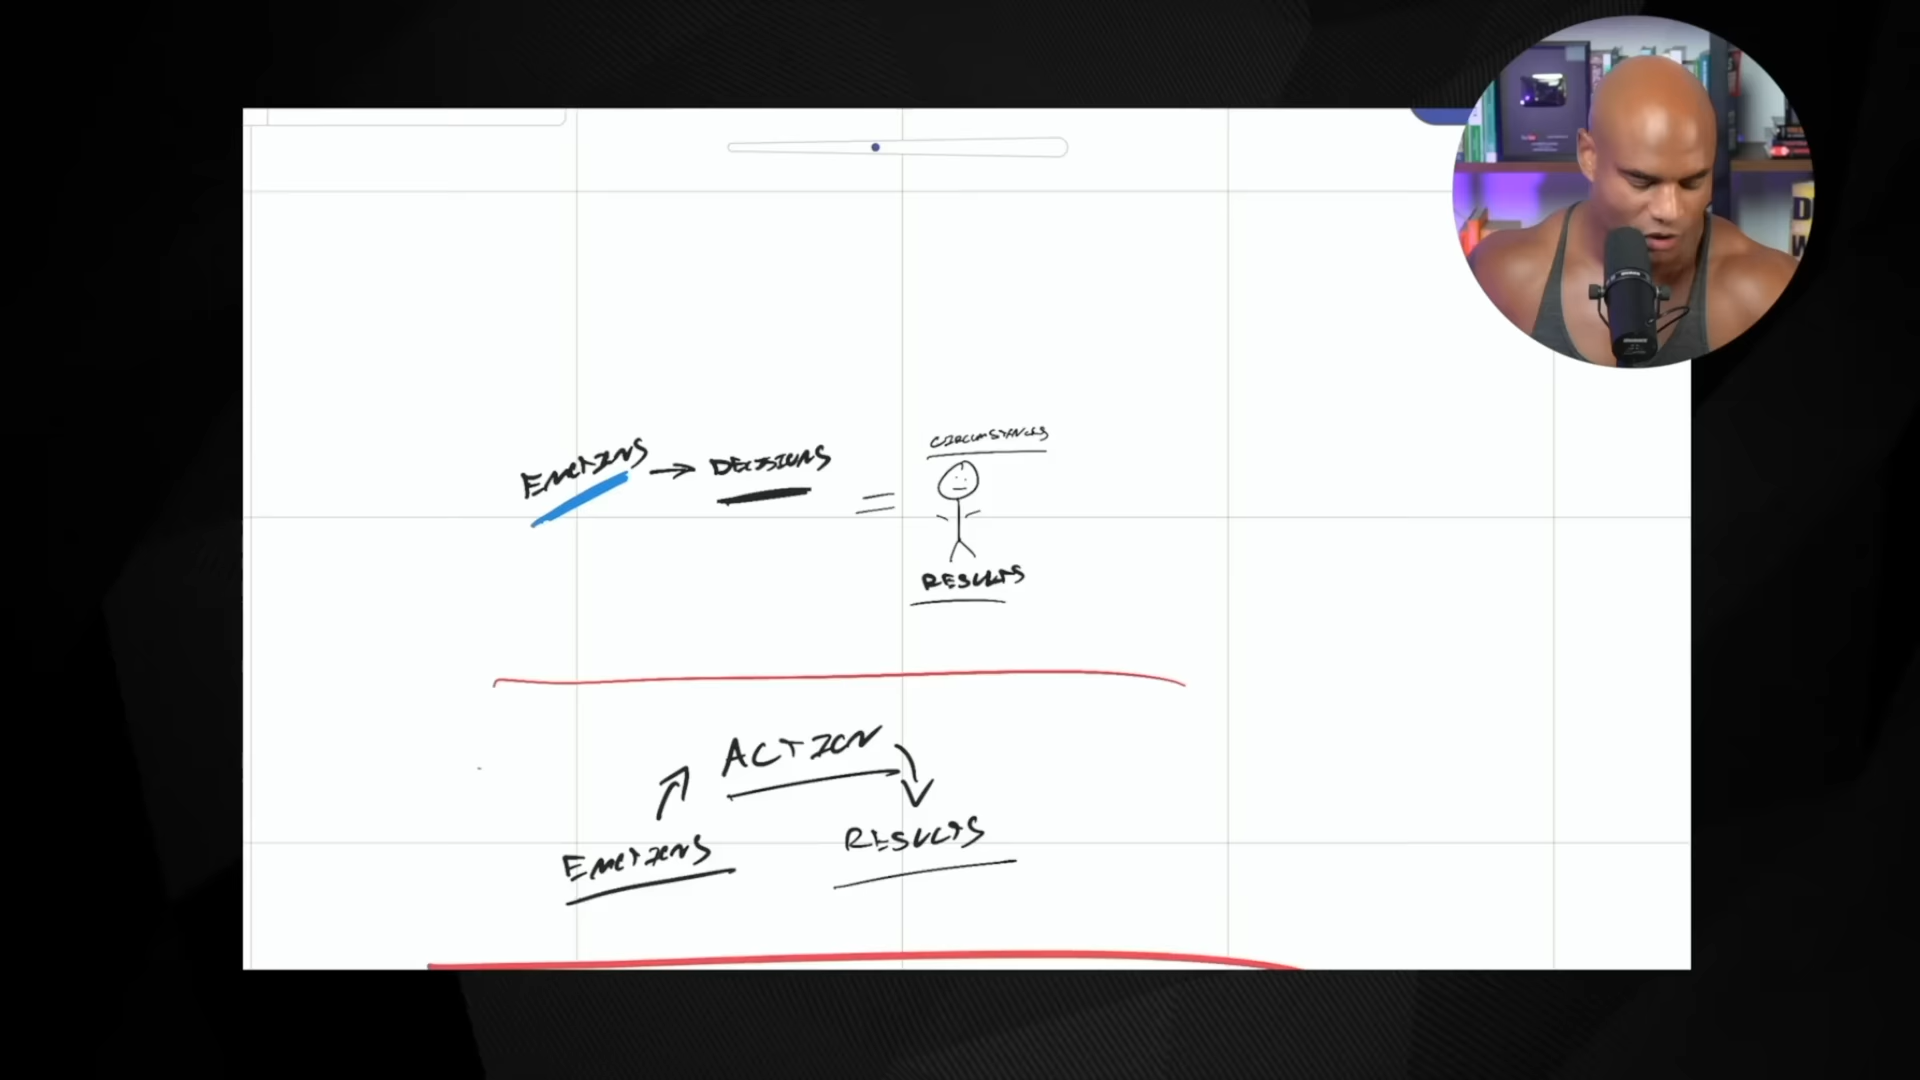 CIRCUMSTANCES
EMOTIONS → DECISIONS
=
RESULTS
ACTION
EMOTIONS
RESULTS